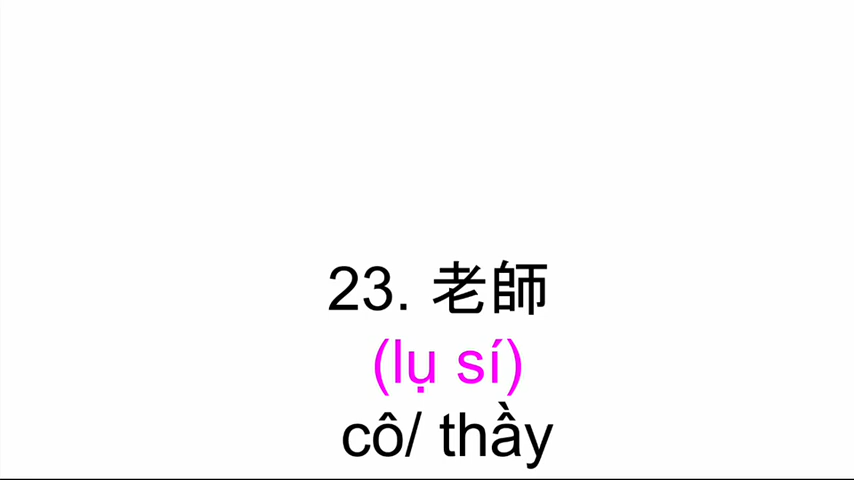 23. 老師
(lụ sí)
cô/ thầy